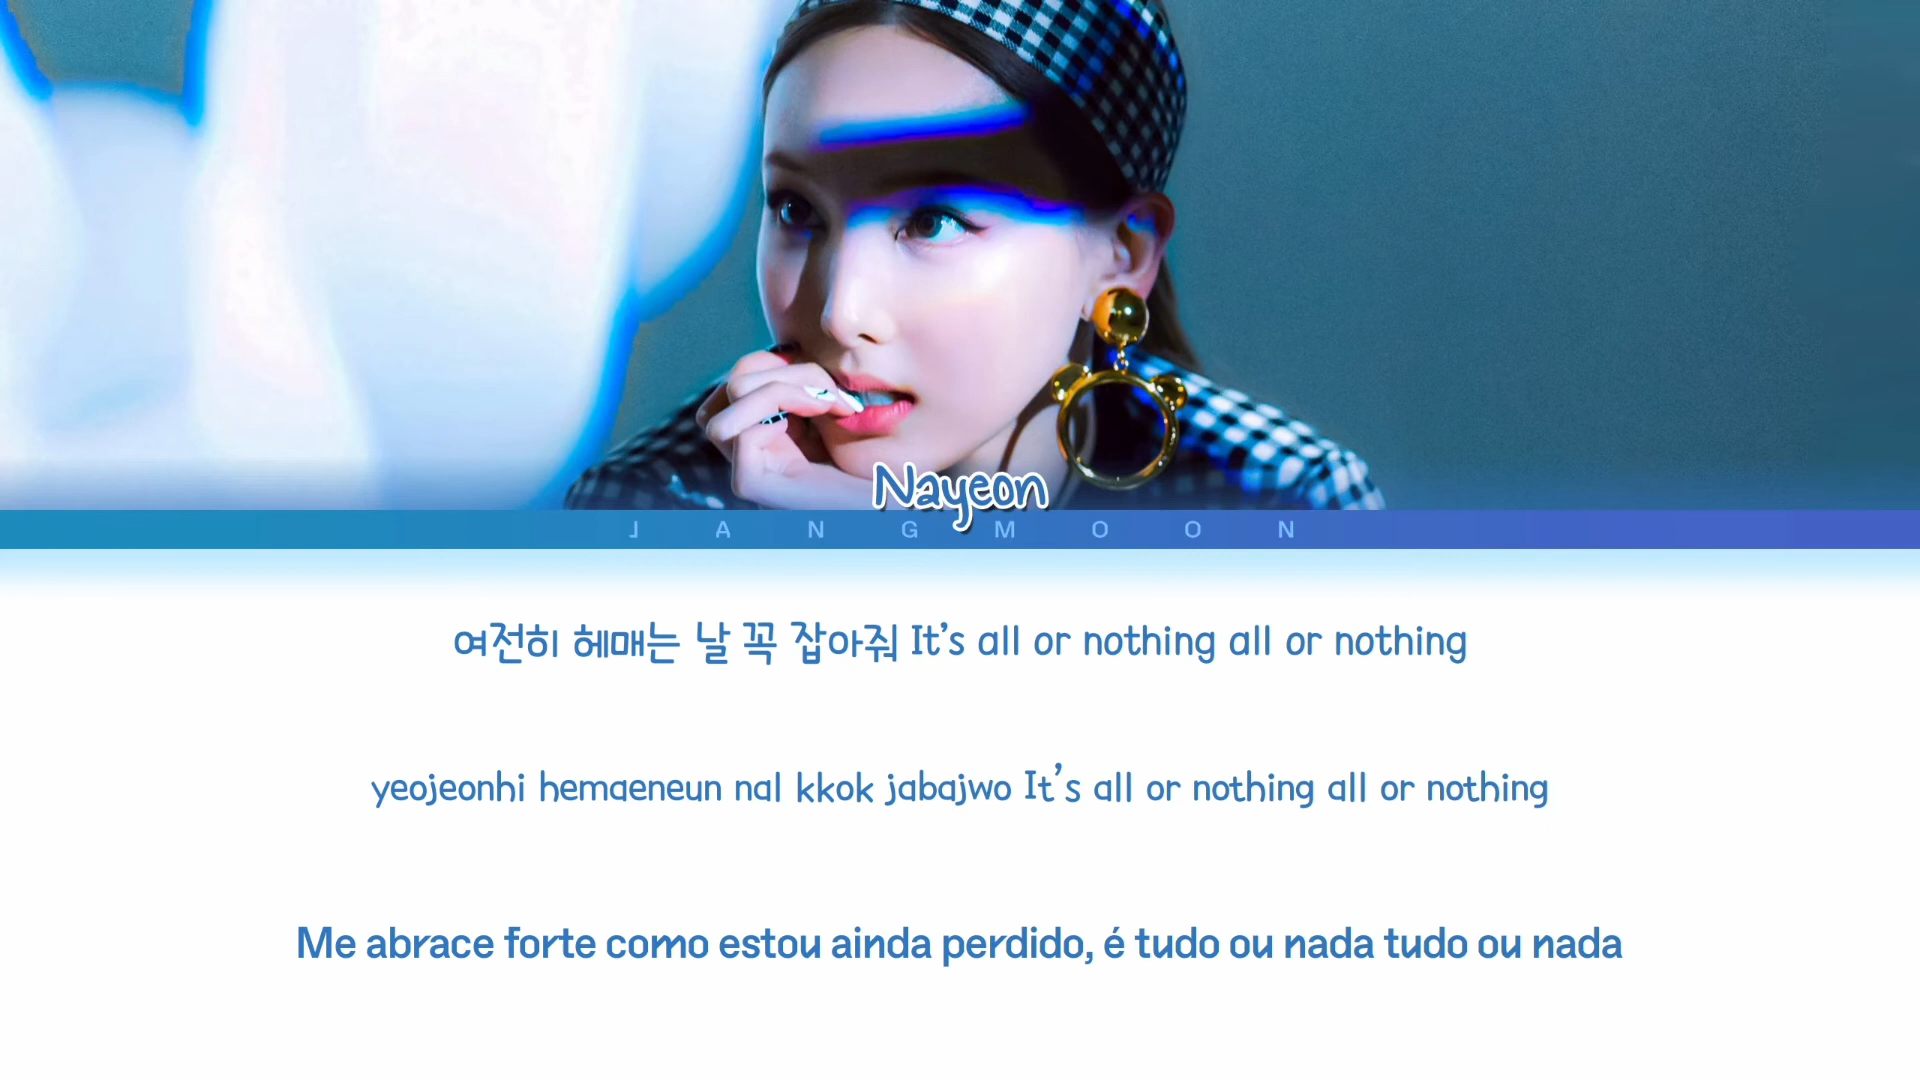 Nayeon
JANGMOON
여전히 헤매는 날 꼭 잡아줘 It's all or nothing all or nothing
yeojeonhi hemaeneun nal kkok jabajwo It's all or nothing all or nothing
Me abrace forte como estou ainda perdido, é tudo ou nada tudo ou nada